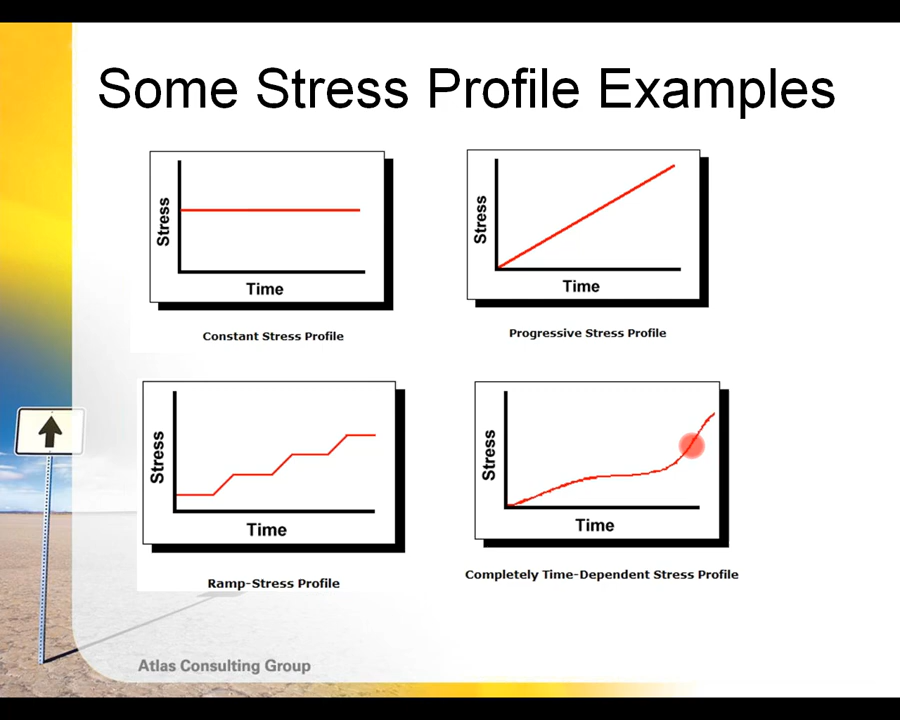 Some Stress Profile Examples
Stress
Time
Constant Stress Profile
Stress
Time
Progressive Stress Profile
Stress
Time
Ramp-Stress Profile
Stress
Time
Completely Time-Dependent Stress Profile
Atlas Consulting Group